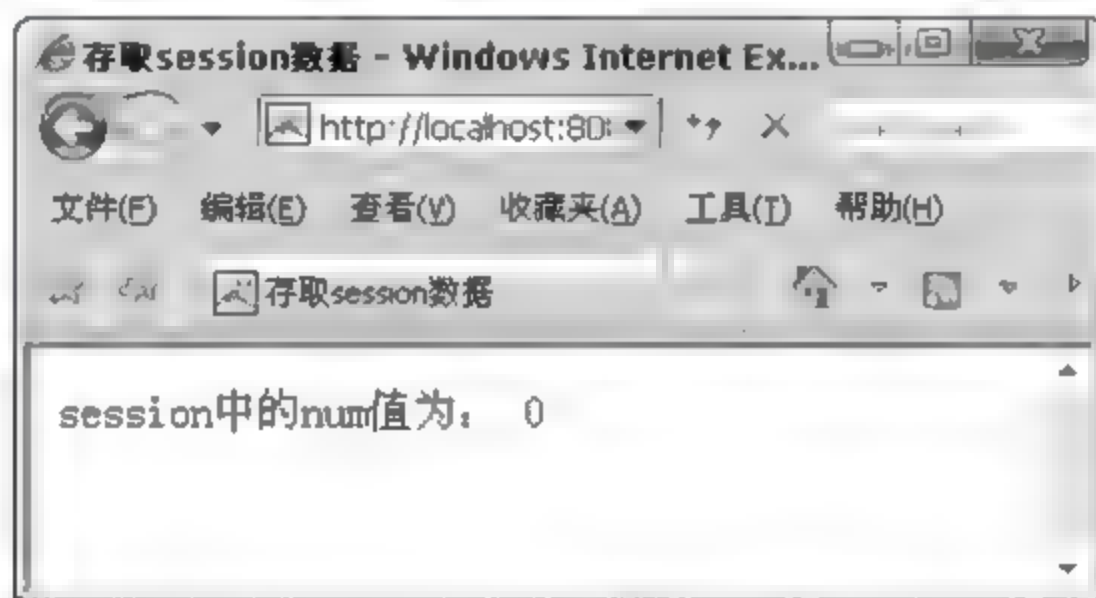 存取session数据 - Windows Internet Ex...
http://localhost:80
文件(F) 编辑(E) 查看(V) 收藏夹(A) 工具(T) 帮助(H)
存取session数据
session中的num值为: 0